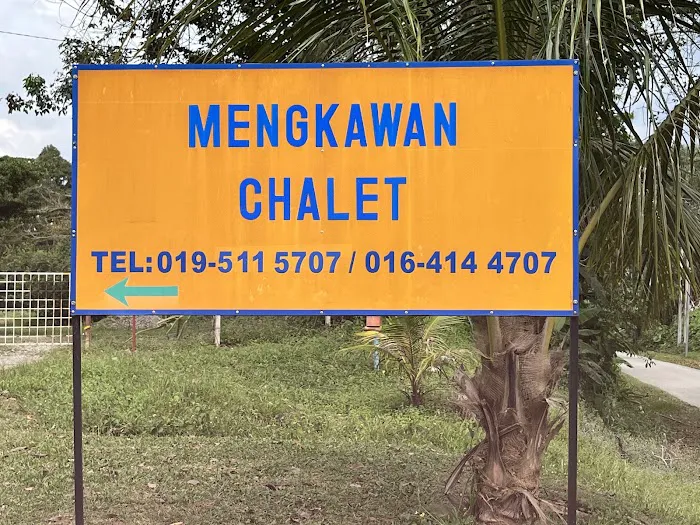 MENGKAWAN
CHALET
TEL:019-511 5707 / 016-414 4707